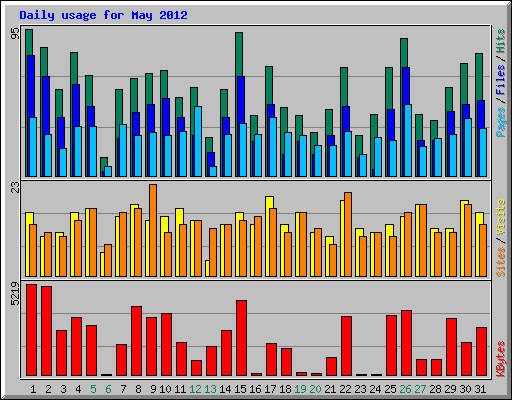 Daily usage for May 2012
95
Pages / Files / Hits
23
Sites / Visits
5219
KBytes
1 2 3 4 5 6 7 8 9 10 11 12 13 14 15 16 17 18 19 20 21 22 23 24 25 26 27 28 29 30 31